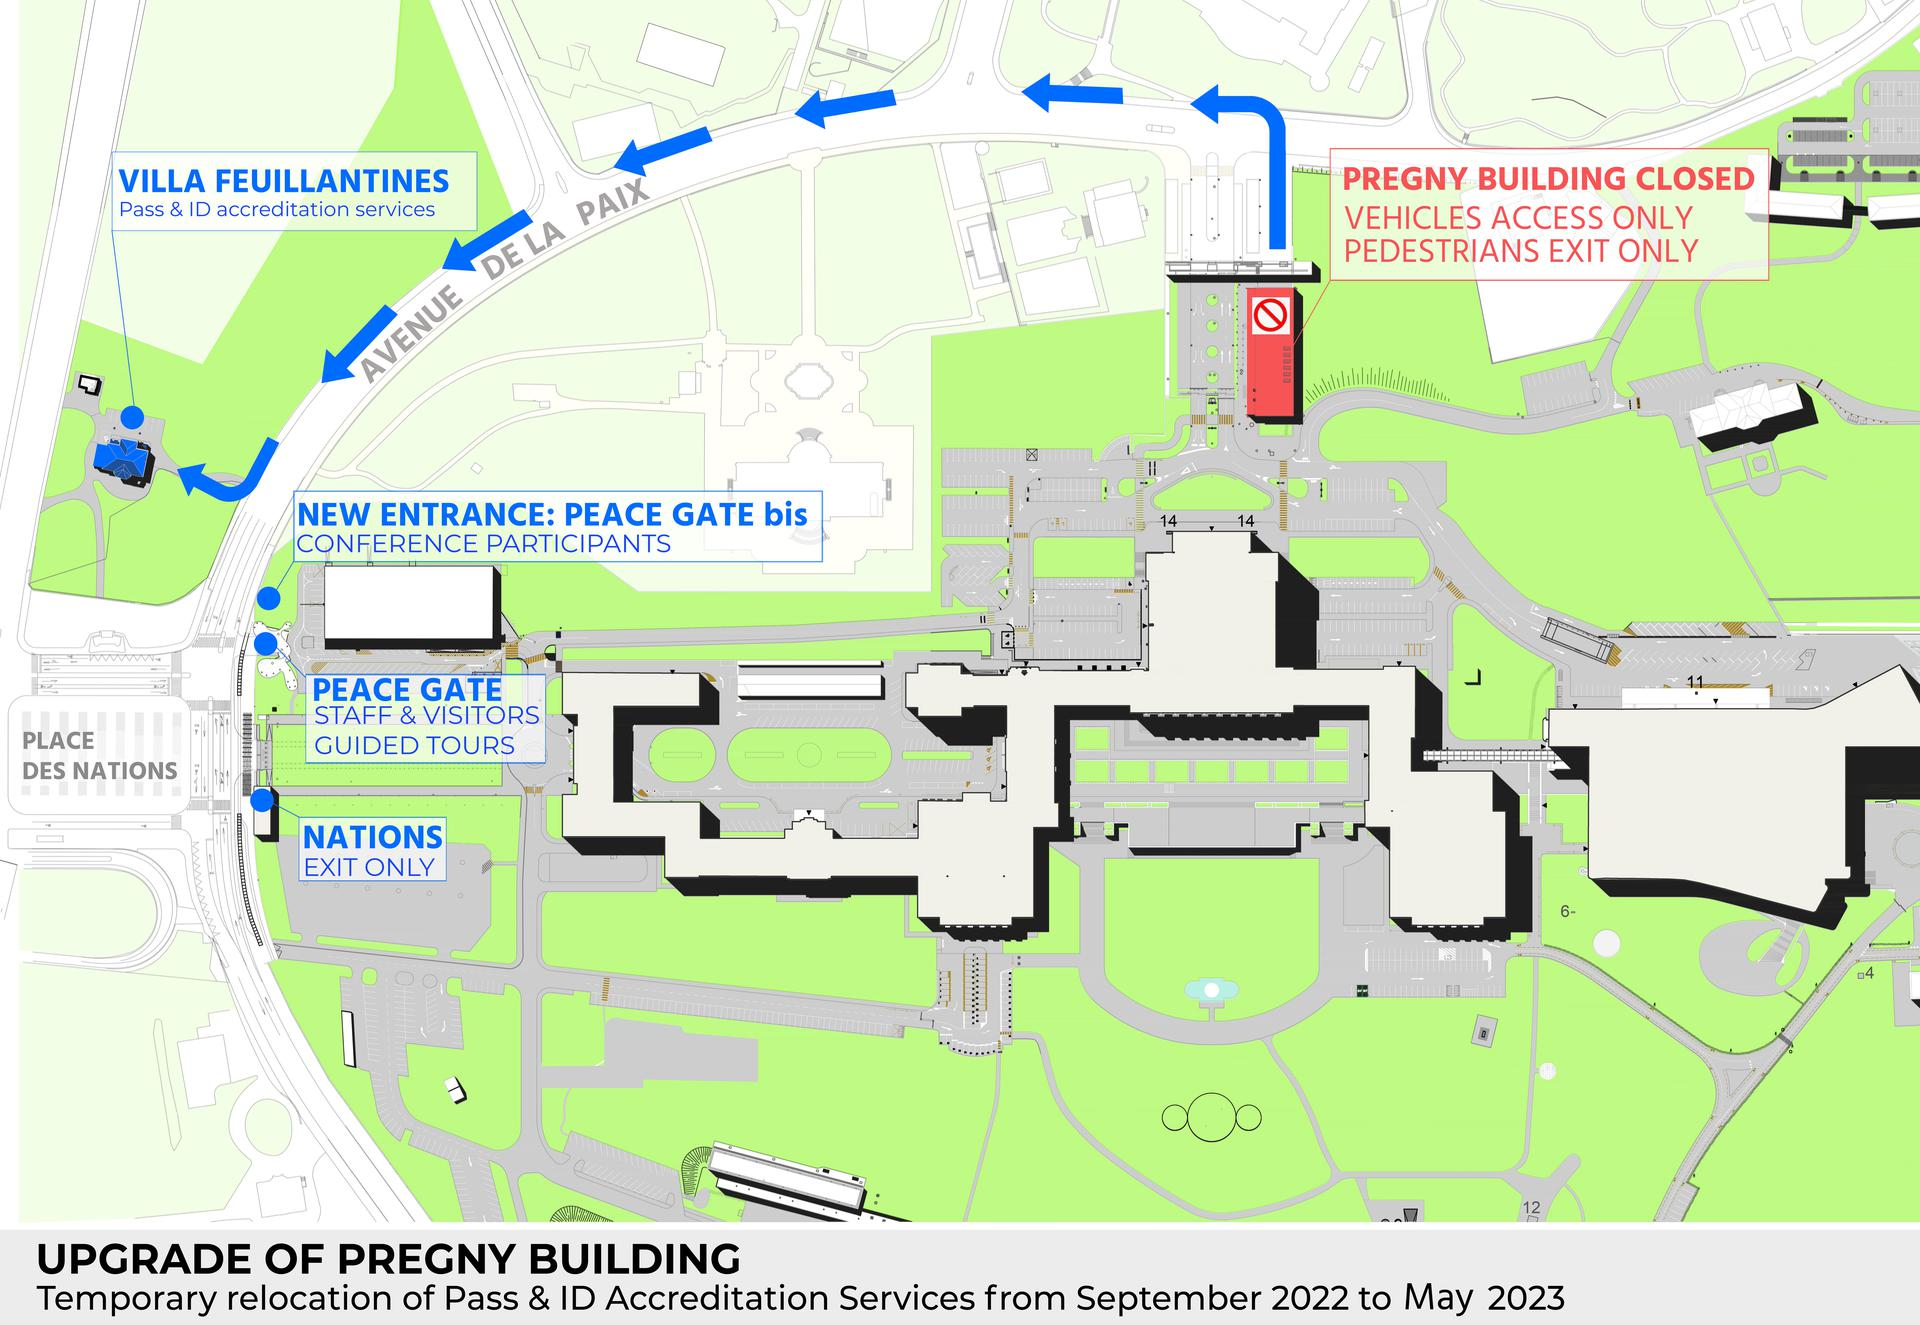 VILLA FEUILLANTINES
Pass & ID accreditation services
AVENUE DE LA PAIX
PREGNY BUILDING CLOSED
VEHICLES ACCESS ONLY
PEDESTRIANS EXIT ONLY
NEW ENTRANCE: PEACE GATE bis
CONFERENCE PARTICIPANTS
14 14
PEACE GATE
STAFF & VISITORS
GUIDED TOURS
11
PLACE
DES NATIONS
NATIONS
EXIT ONLY
6-
4
12
UPGRADE OF PREGNY BUILDING
Temporary relocation of Pass & ID Accreditation Services from September 2022 to May 2023